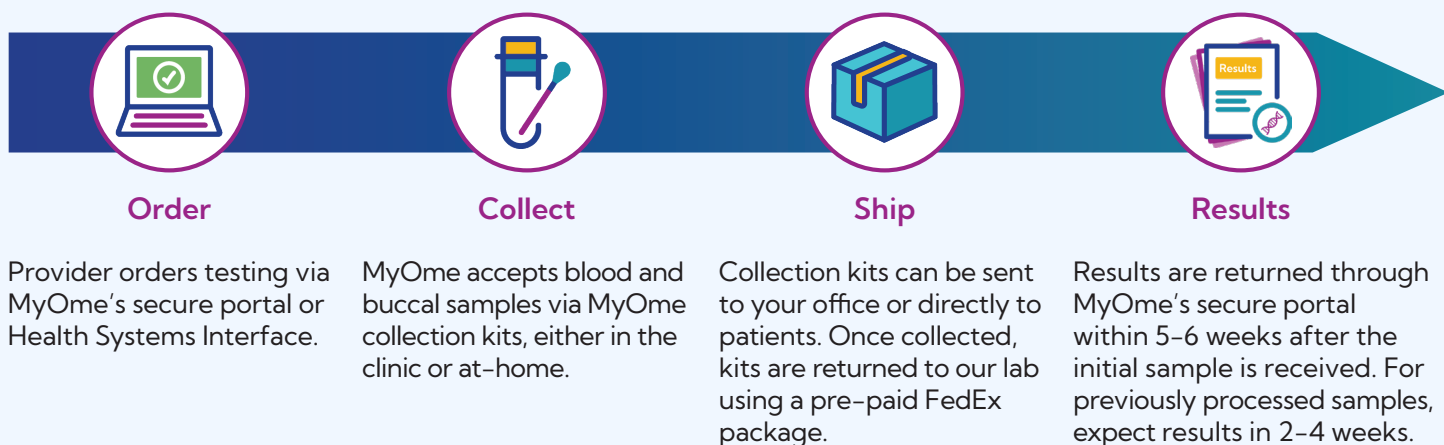 Results
Order
Provider orders testing via
MyOme's secure portal or
Health Systems Interface.
Collect
MyOme accepts blood and
buccal samples via MyOme
collection kits, either in the
clinic or at-home.
Ship
Collection kits can be sent
to your office or directly to
patients. Once collected,
kits are returned to our lab
using a pre-paid FedEx
package.
Results
Results are returned through
MyOme's secure portal
within 5-6 weeks after the
initial sample is received. For
previously processed samples,
expect results in 2-4 weeks.